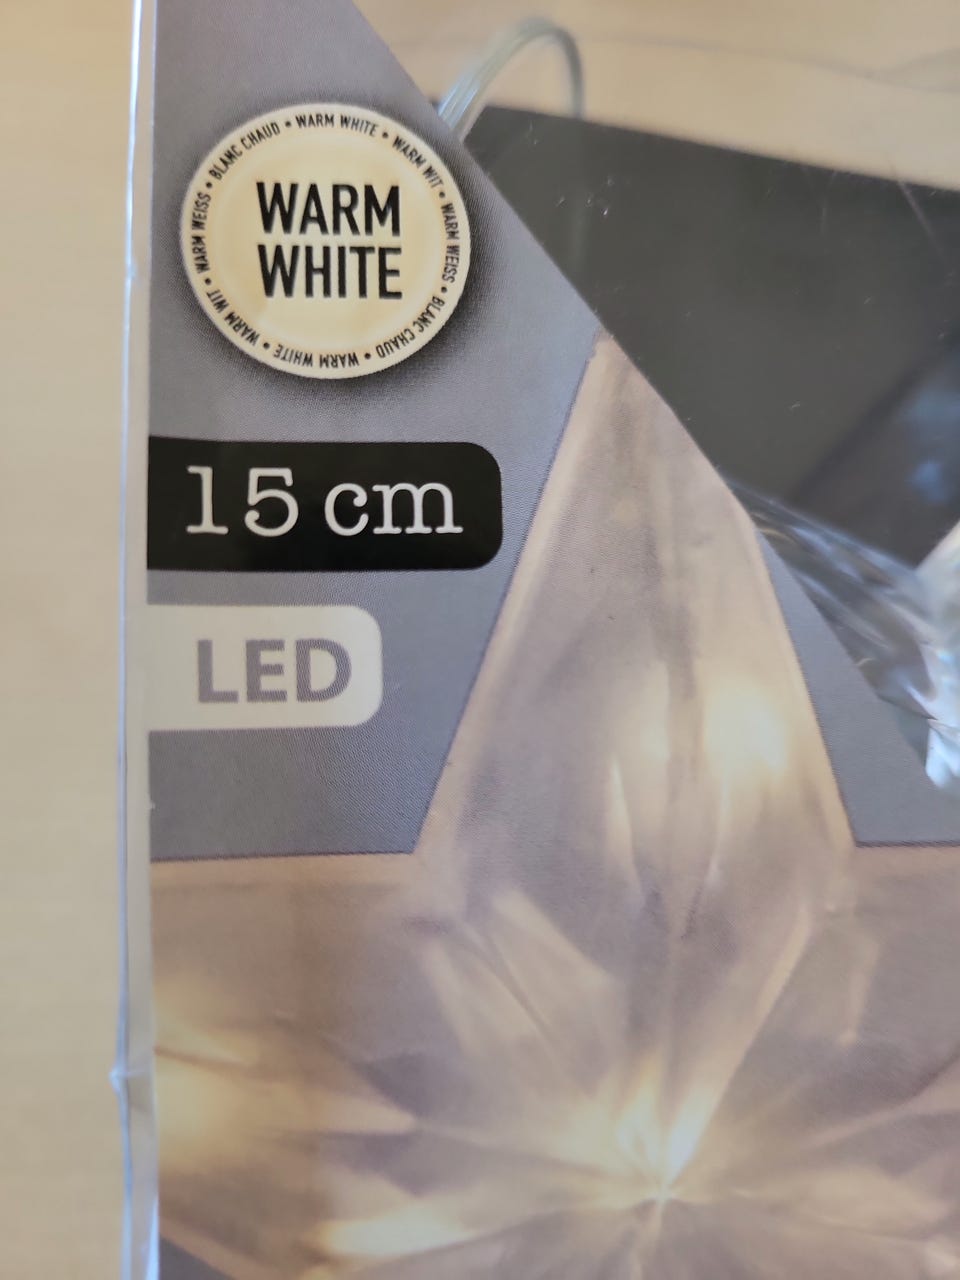 WARM WHITE • WARM WIT • WARM WEISS • BLANC CHAUD • WARM WHITE • WARM WIT • WARM WEISS • BLANC CHAUD •
WARM
WHITE
15 cm
LED